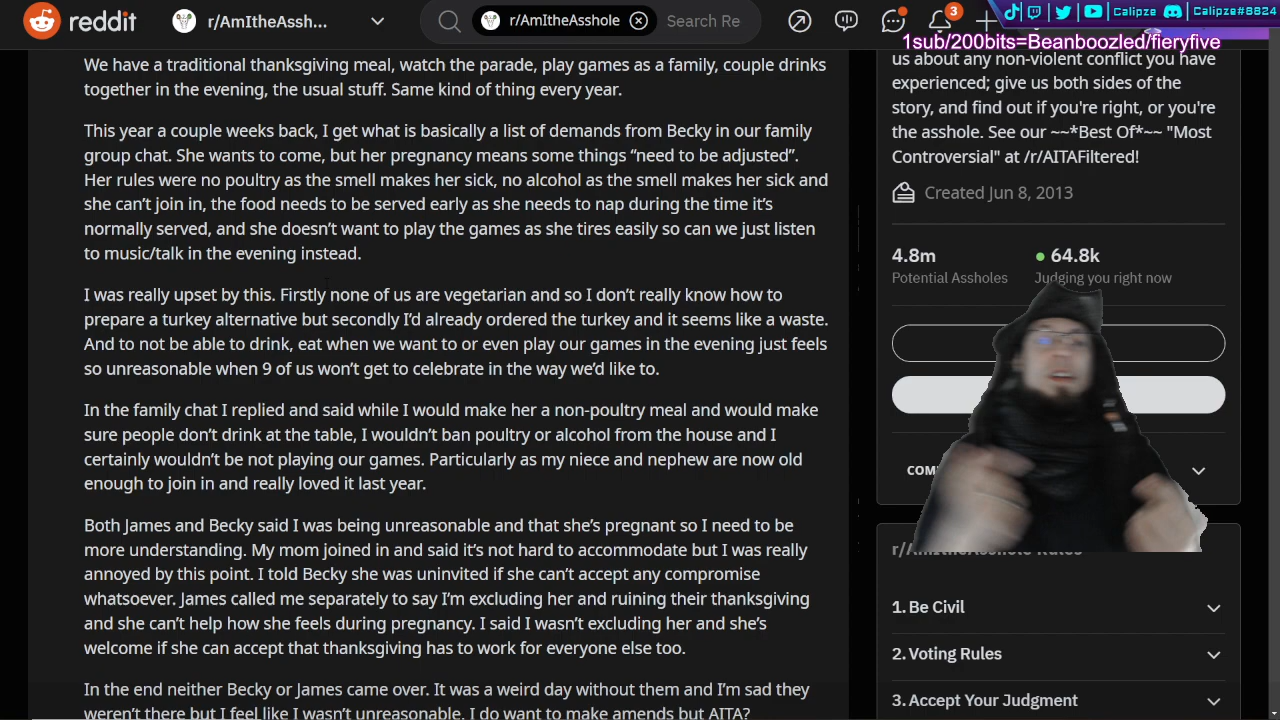 reddit
r/AmItheAssh...
r/AmItheAsshole
Search Re
3
Calipze
Calipze#8824
1sub/200bits=Beanboozled/fieryfive
We have a traditional thanksgiving meal, watch the parade, play games as a family, couple drinks
together in the evening, the usual stuff. Same kind of thing every year.
This year a couple weeks back, I get what is basically a list of demands from Becky in our family
group chat. She wants to come, but her pregnancy means some things “need to be adjusted”.
Her rules were no poultry as the smell makes her sick, no alcohol as the smell makes her sick and
she can’t join in, the food needs to be served early as she needs to nap during the time it’s
normally served, and she doesn’t want to play the games as she tires easily so can we just listen
to music/talk in the evening instead.
I was really upset by this. Firstly none of us are vegetarian and so I don’t really know how to
prepare a turkey alternative but secondly I’d already ordered the turkey and it seems like a waste.
And to not be able to drink, eat when we want to or even play our games in the evening just feels
so unreasonable when 9 of us won’t get to celebrate in the way we’d like to.
In the family chat I replied and said while I would make her a non-poultry meal and would make
sure people don’t drink at the table, I wouldn’t ban poultry or alcohol from the house and I
certainly wouldn’t be not playing our games. Particularly as my niece and nephew are now old
enough to join in and really loved it last year.
Both James and Becky said I was being unreasonable and that she’s pregnant so I need to be
more understanding. My mom joined in and said it’s not hard to accommodate but I was really
annoyed by this point. I told Becky she was uninvited if she can’t accept any compromise
whatsoever. James called me separately to say I’m excluding her and ruining their thanksgiving
and she can’t help how she feels during pregnancy. I said I wasn’t excluding her and she’s
welcome if she can accept that thanksgiving has to work for everyone else too.
In the end neither Becky or James came over. It was a weird day without them and I’m sad they
weren’t there but I feel like I wasn’t unreasonable. I do want to make amends but AITA?
us about any non-violent conflict you have
experienced; give us both sides of the
story, and find out if you're right, or you're
the asshole. See our ~~*Best Of*~~ "Most
Controversial" at /r/AITAFiltered!
Created Jun 8, 2013
4.8m
64.8k
Potential Assholes
Judging you right now
COM
r/AmItheAsshole Rules
1. Be Civil
2. Voting Rules
3. Accept Your Judgment